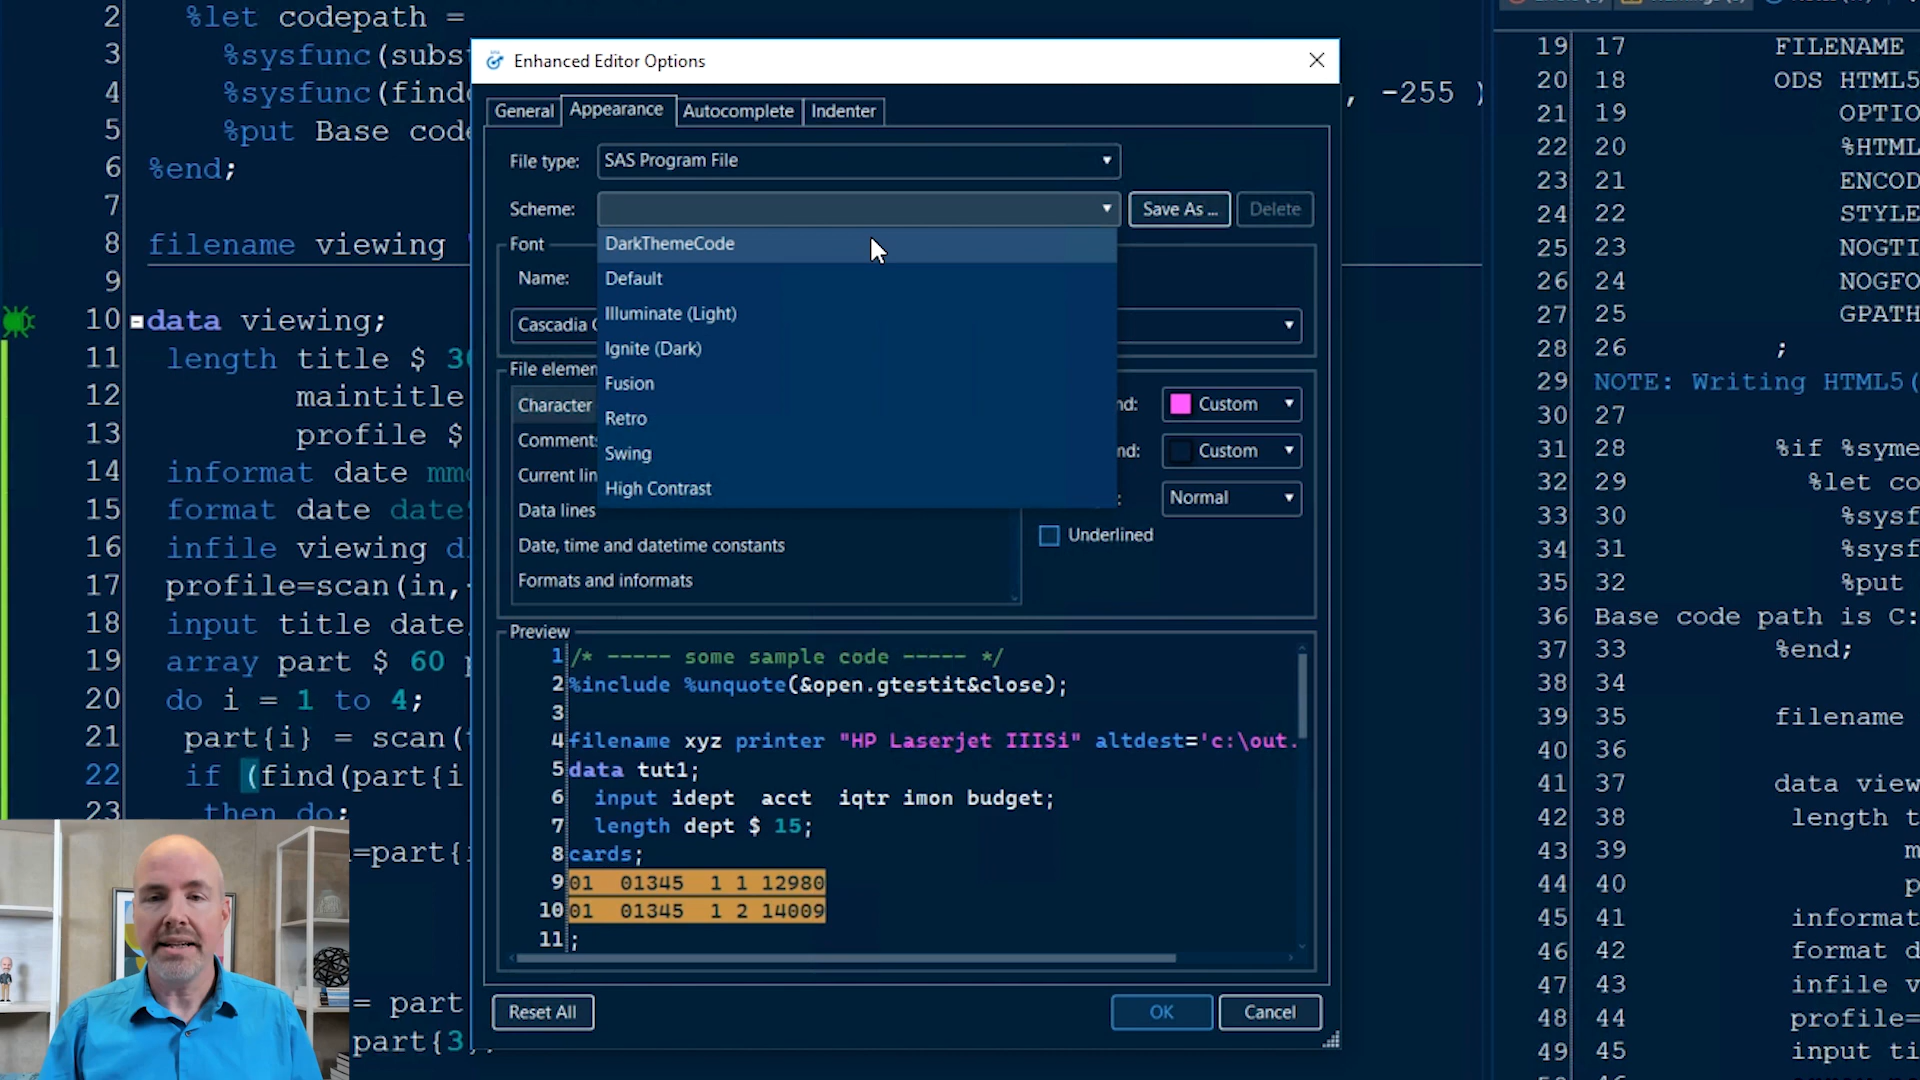 2 %let codepath =
3 %sysfunc(subs
4 %sysfunc(find
5 %put Base code
6 %end;
7
8 filename viewing
9
10 data viewing;
11 length title $ 30
12 maintitle
13 profile $
14 informat date mm
15 format date date
16 infile viewing d
17 profile=scan(in,
18 input title date
19 array part $ 60 p
20 do i = 1 to 4;
21 part{i} = scan(
22 if (find(part{i
23 then do;
=part{
= part
part{3
, -255 )
Enhanced Editor Options
General Appearance Autocomplete Indenter
File type: SAS Program File
Scheme: Save As ... Delete
DarkThemeCode
Default
Illuminate (Light)
Ignite (Dark)
Fusion
Retro
Swing
High Contrast
Font
Name:
Cascadia
File elemen
Character
Comments
Current lin
Data lines
Date, time and datetime constants
Formats and informats
nd: Custom
nd: Custom
: Normal
Underlined
Preview
1 /* ----- some sample code ----- */
2 %include %unquote(&open.gtestit&close);
3
4 filename xyz printer "HP Laserjet IIISi" altdest='c:\out.
5 data tut1;
6 input idept acct iqtr imon budget;
7 length dept $ 15;
8 cards;
9 01 01345 1 1 12980
10 01 01345 1 2 14009
11 ;
Reset All OK Cancel
19 17 FILENAME
20 18 ODS HTML5
21 19 OPTIO
22 20 %HTML
23 21 ENCOD
24 22 STYLE
25 23 NOGTI
26 24 NOGFO
27 25 GPATH
28 26 ;
29 NOTE: Writing HTML5(
30 27
31 28 %if %syme
32 29 %let co
33 30 %sysf
34 31 %sysf
35 32 %put
36 Base code path is C:
37 33 %end;
38 34
39 35 filename
40 36
41 37 data view
42 38 length t
43 39 m
44 40 p
45 41 informat
46 42 format d
47 43 infile v
48 44 profile=
49 45 input ti